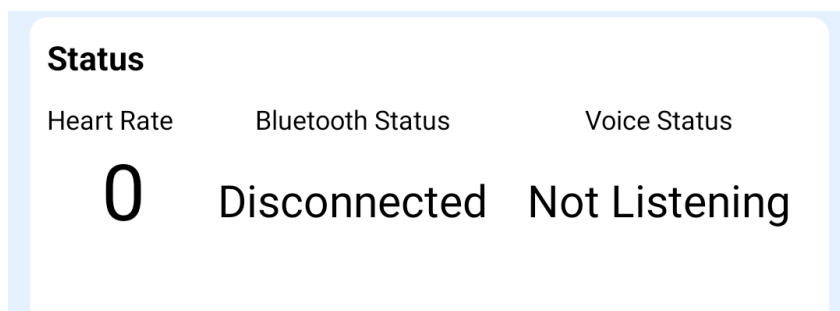 Status
Heart Rate Bluetooth Status Voice Status
0 Disconnected Not Listening